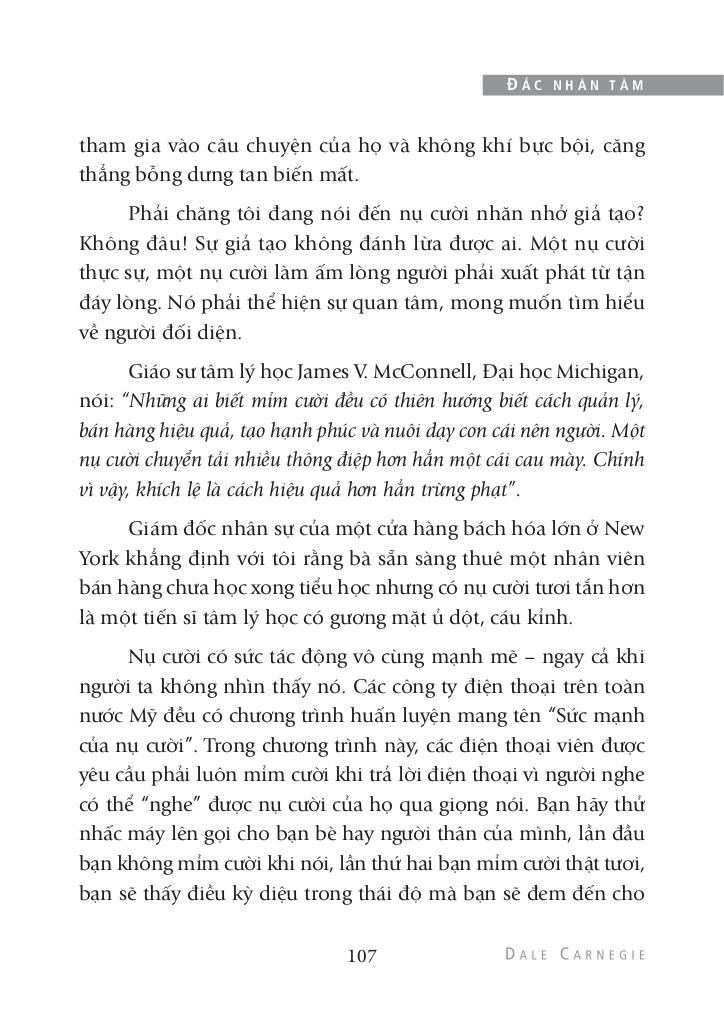 ĐẮC NHÂN TÂM
tham gia vào câu chuyện của họ và không khí bực bội, căng
thẳng bỗng dưng tan biến mất.
Phải chăng tôi đang nói đến nụ cười nhăn nhở giả tạo?
Không đâu! Sự giả tạo không đánh lừa được ai. Một nụ cười
thực sự, một nụ cười làm ấm lòng người phải xuất phát từ tận
đáy lòng. Nó phải thể hiện sự quan tâm, mong muốn tìm hiểu
về người đối diện.
Giáo sư tâm lý học James V. McConnell, Đại học Michigan,
nói: “Những ai biết mỉm cười đều có thiên hướng biết cách quản lý,
bán hàng hiệu quả, tạo hạnh phúc và nuôi dạy con cái nên người. Một
nụ cười chuyển tải nhiều thông điệp hơn hẳn một cái cau mày. Chính
vì vậy, khích lệ là cách hiệu quả hơn hẳn trừng phạt”.
Giám đốc nhân sự của một cửa hàng bách hóa lớn ở New
York khẳng định với tôi rằng bà sẵn sàng thuê một nhân viên
bán hàng chưa học xong tiểu học nhưng có nụ cười tươi tắn hơn
là một tiến sĩ tâm lý học có gương mặt ủ dột, cáu kỉnh.
Nụ cười có sức tác động vô cùng mạnh mẽ – ngay cả khi
người ta không nhìn thấy nó. Các công ty điện thoại trên toàn
nước Mỹ đều có chương trình huấn luyện mang tên “Sức mạnh
của nụ cười”. Trong chương trình này, các điện thoại viên được
yêu cầu phải luôn mỉm cười khi trả lời điện thoại vì người nghe
có thể “nghe” được nụ cười của họ qua giọng nói. Bạn hãy thử
nhấc máy lên gọi cho bạn bè hay người thân của mình, lần đầu
bạn không mỉm cười khi nói, lần thứ hai bạn mỉm cười thật tươi,
bạn sẽ thấy điều kỳ diệu trong thái độ mà bạn sẽ đem đến cho
107
DALE CARNEGIE